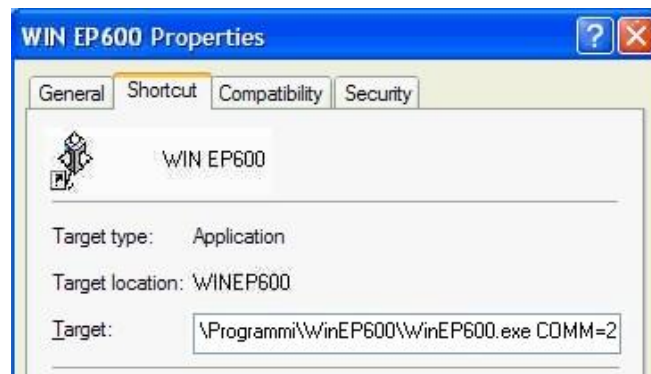 WIN EP600 Properties
General Shortcut Compatibility Security
WIN EP600
Target type: Application
Target location: WINEP600
Target: \Programmi\WinEP600\WinEP600.exe COMM=2